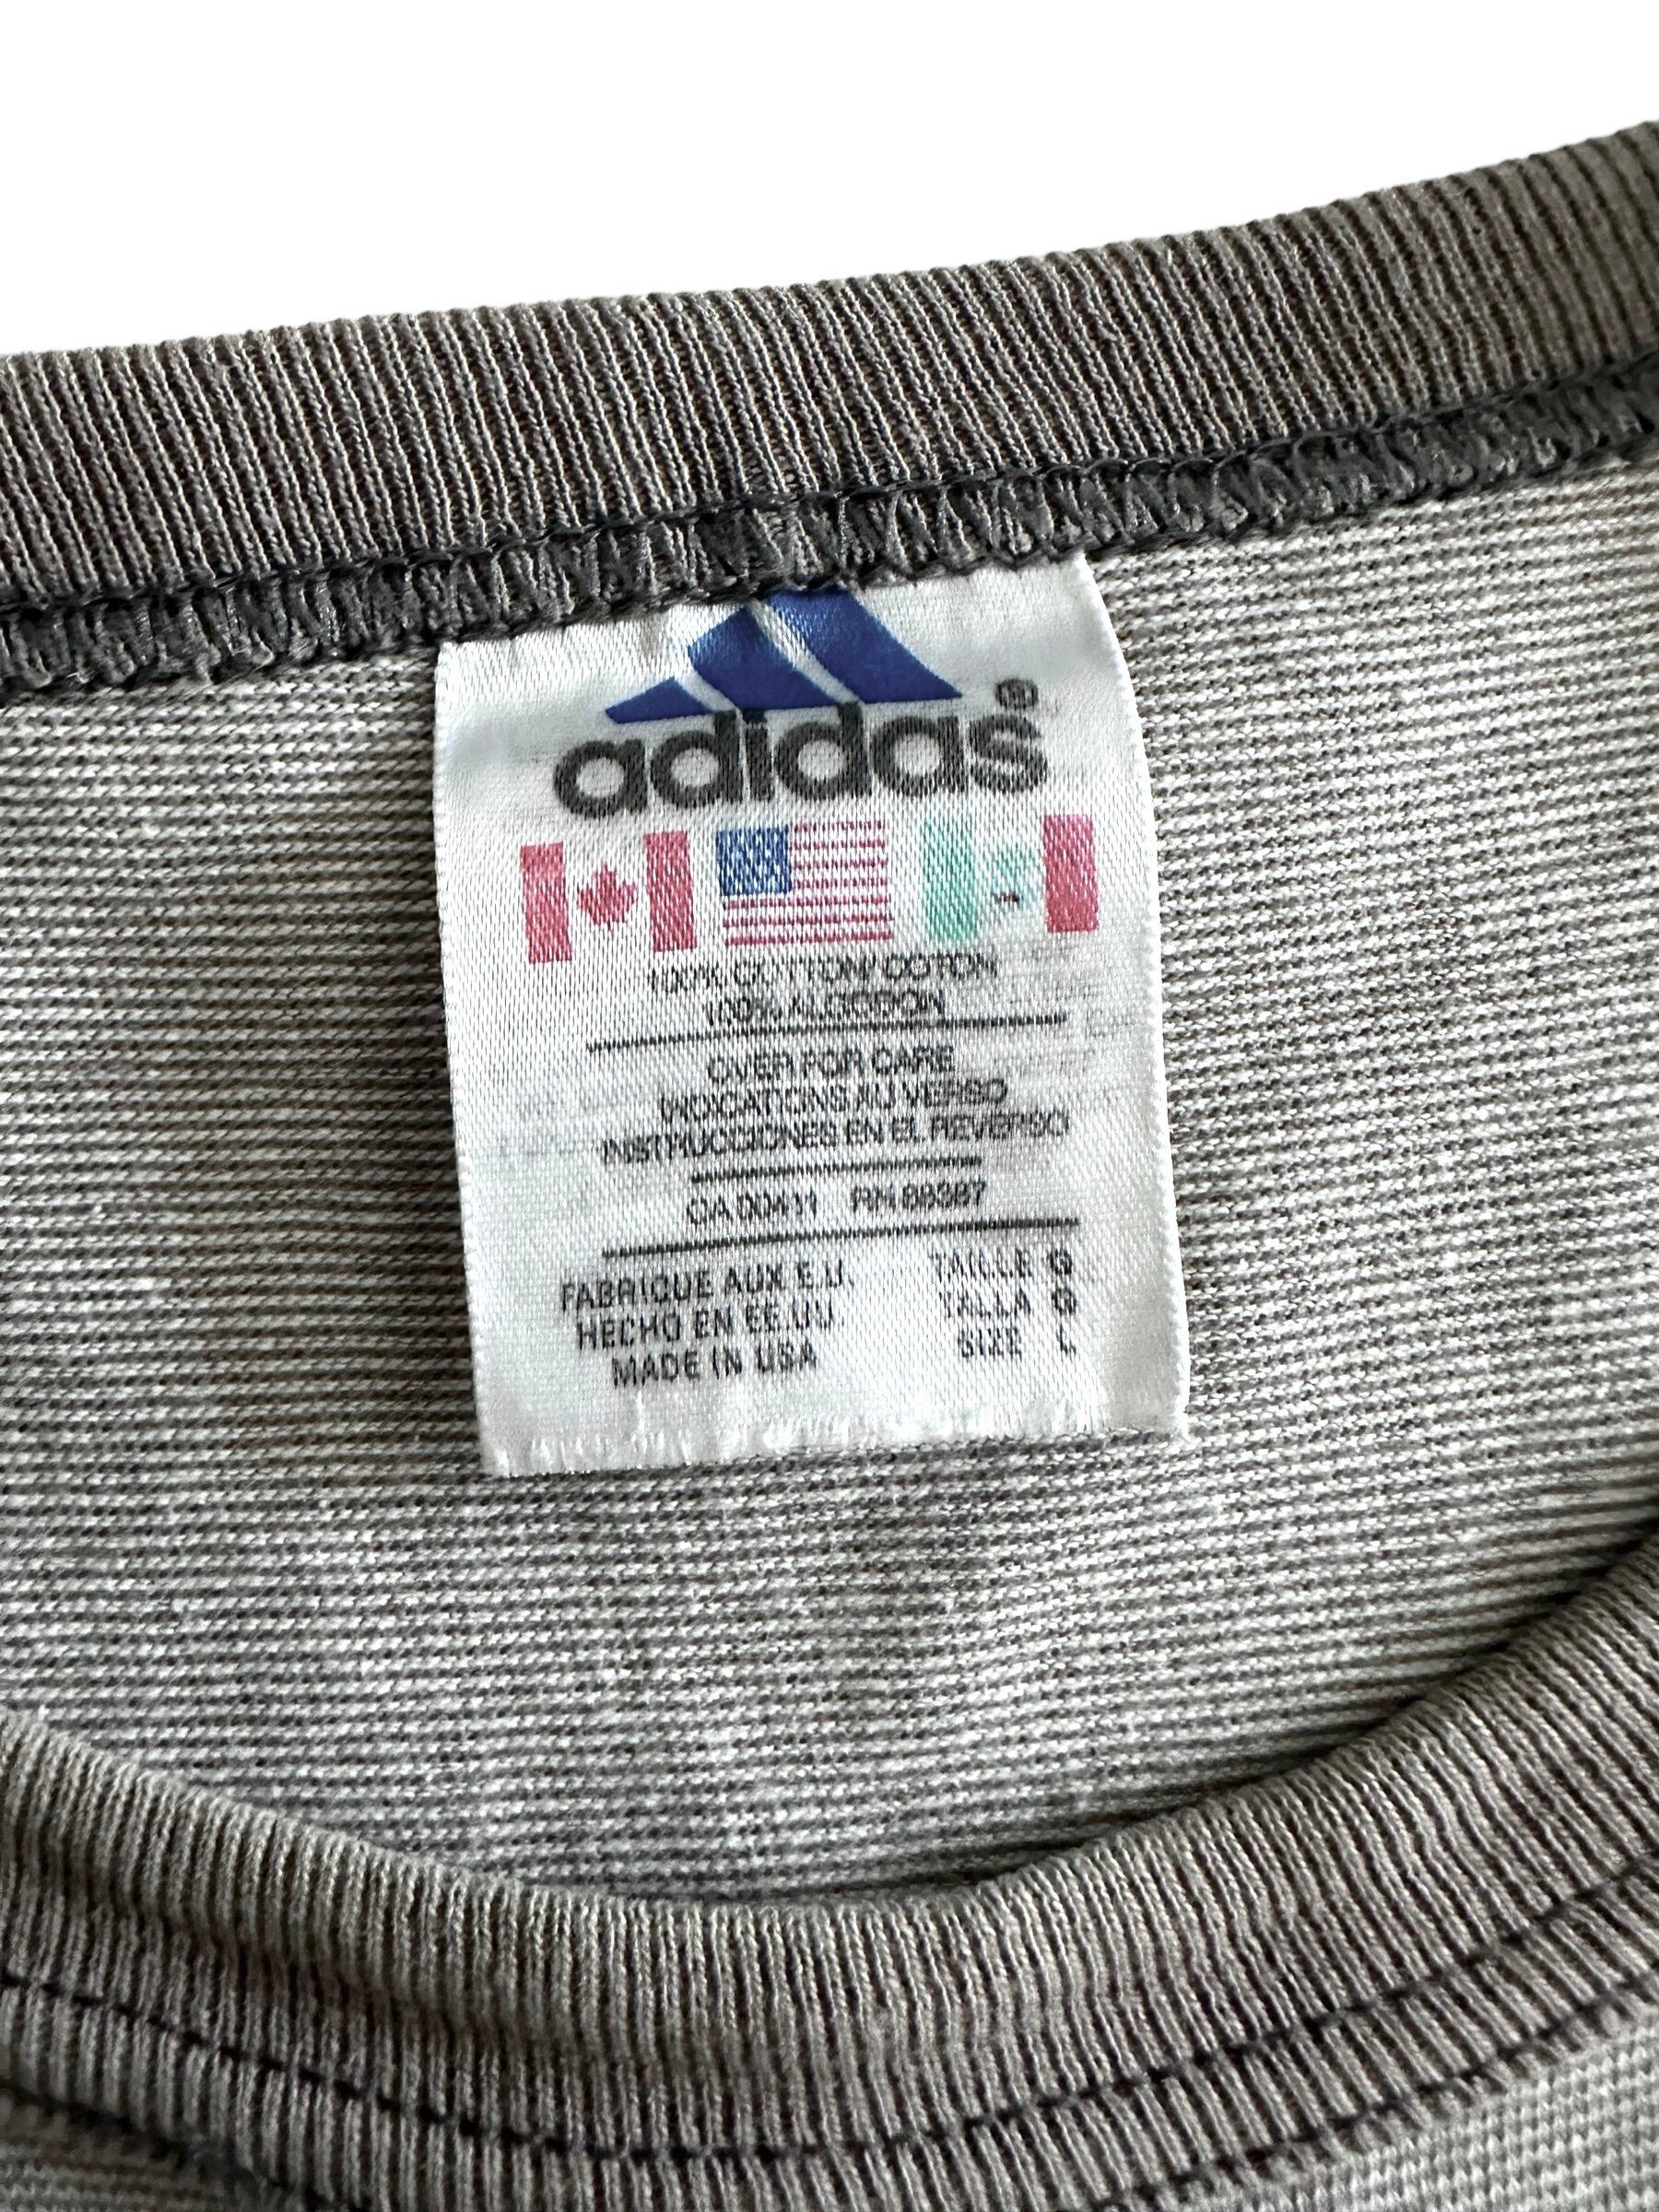 adidas®
100% COTTON/ COTON
100% ALGODON
OVER FOR CARE
INDICATIONS AU VERSO
INSTRUCCIONES EN EL REVERSO
CA 00411 RN 88387
FABRIQUE AUX E.U. TAILLE G
HECHO EN EE.UU. TALLA G
MADE IN USA SIZE L